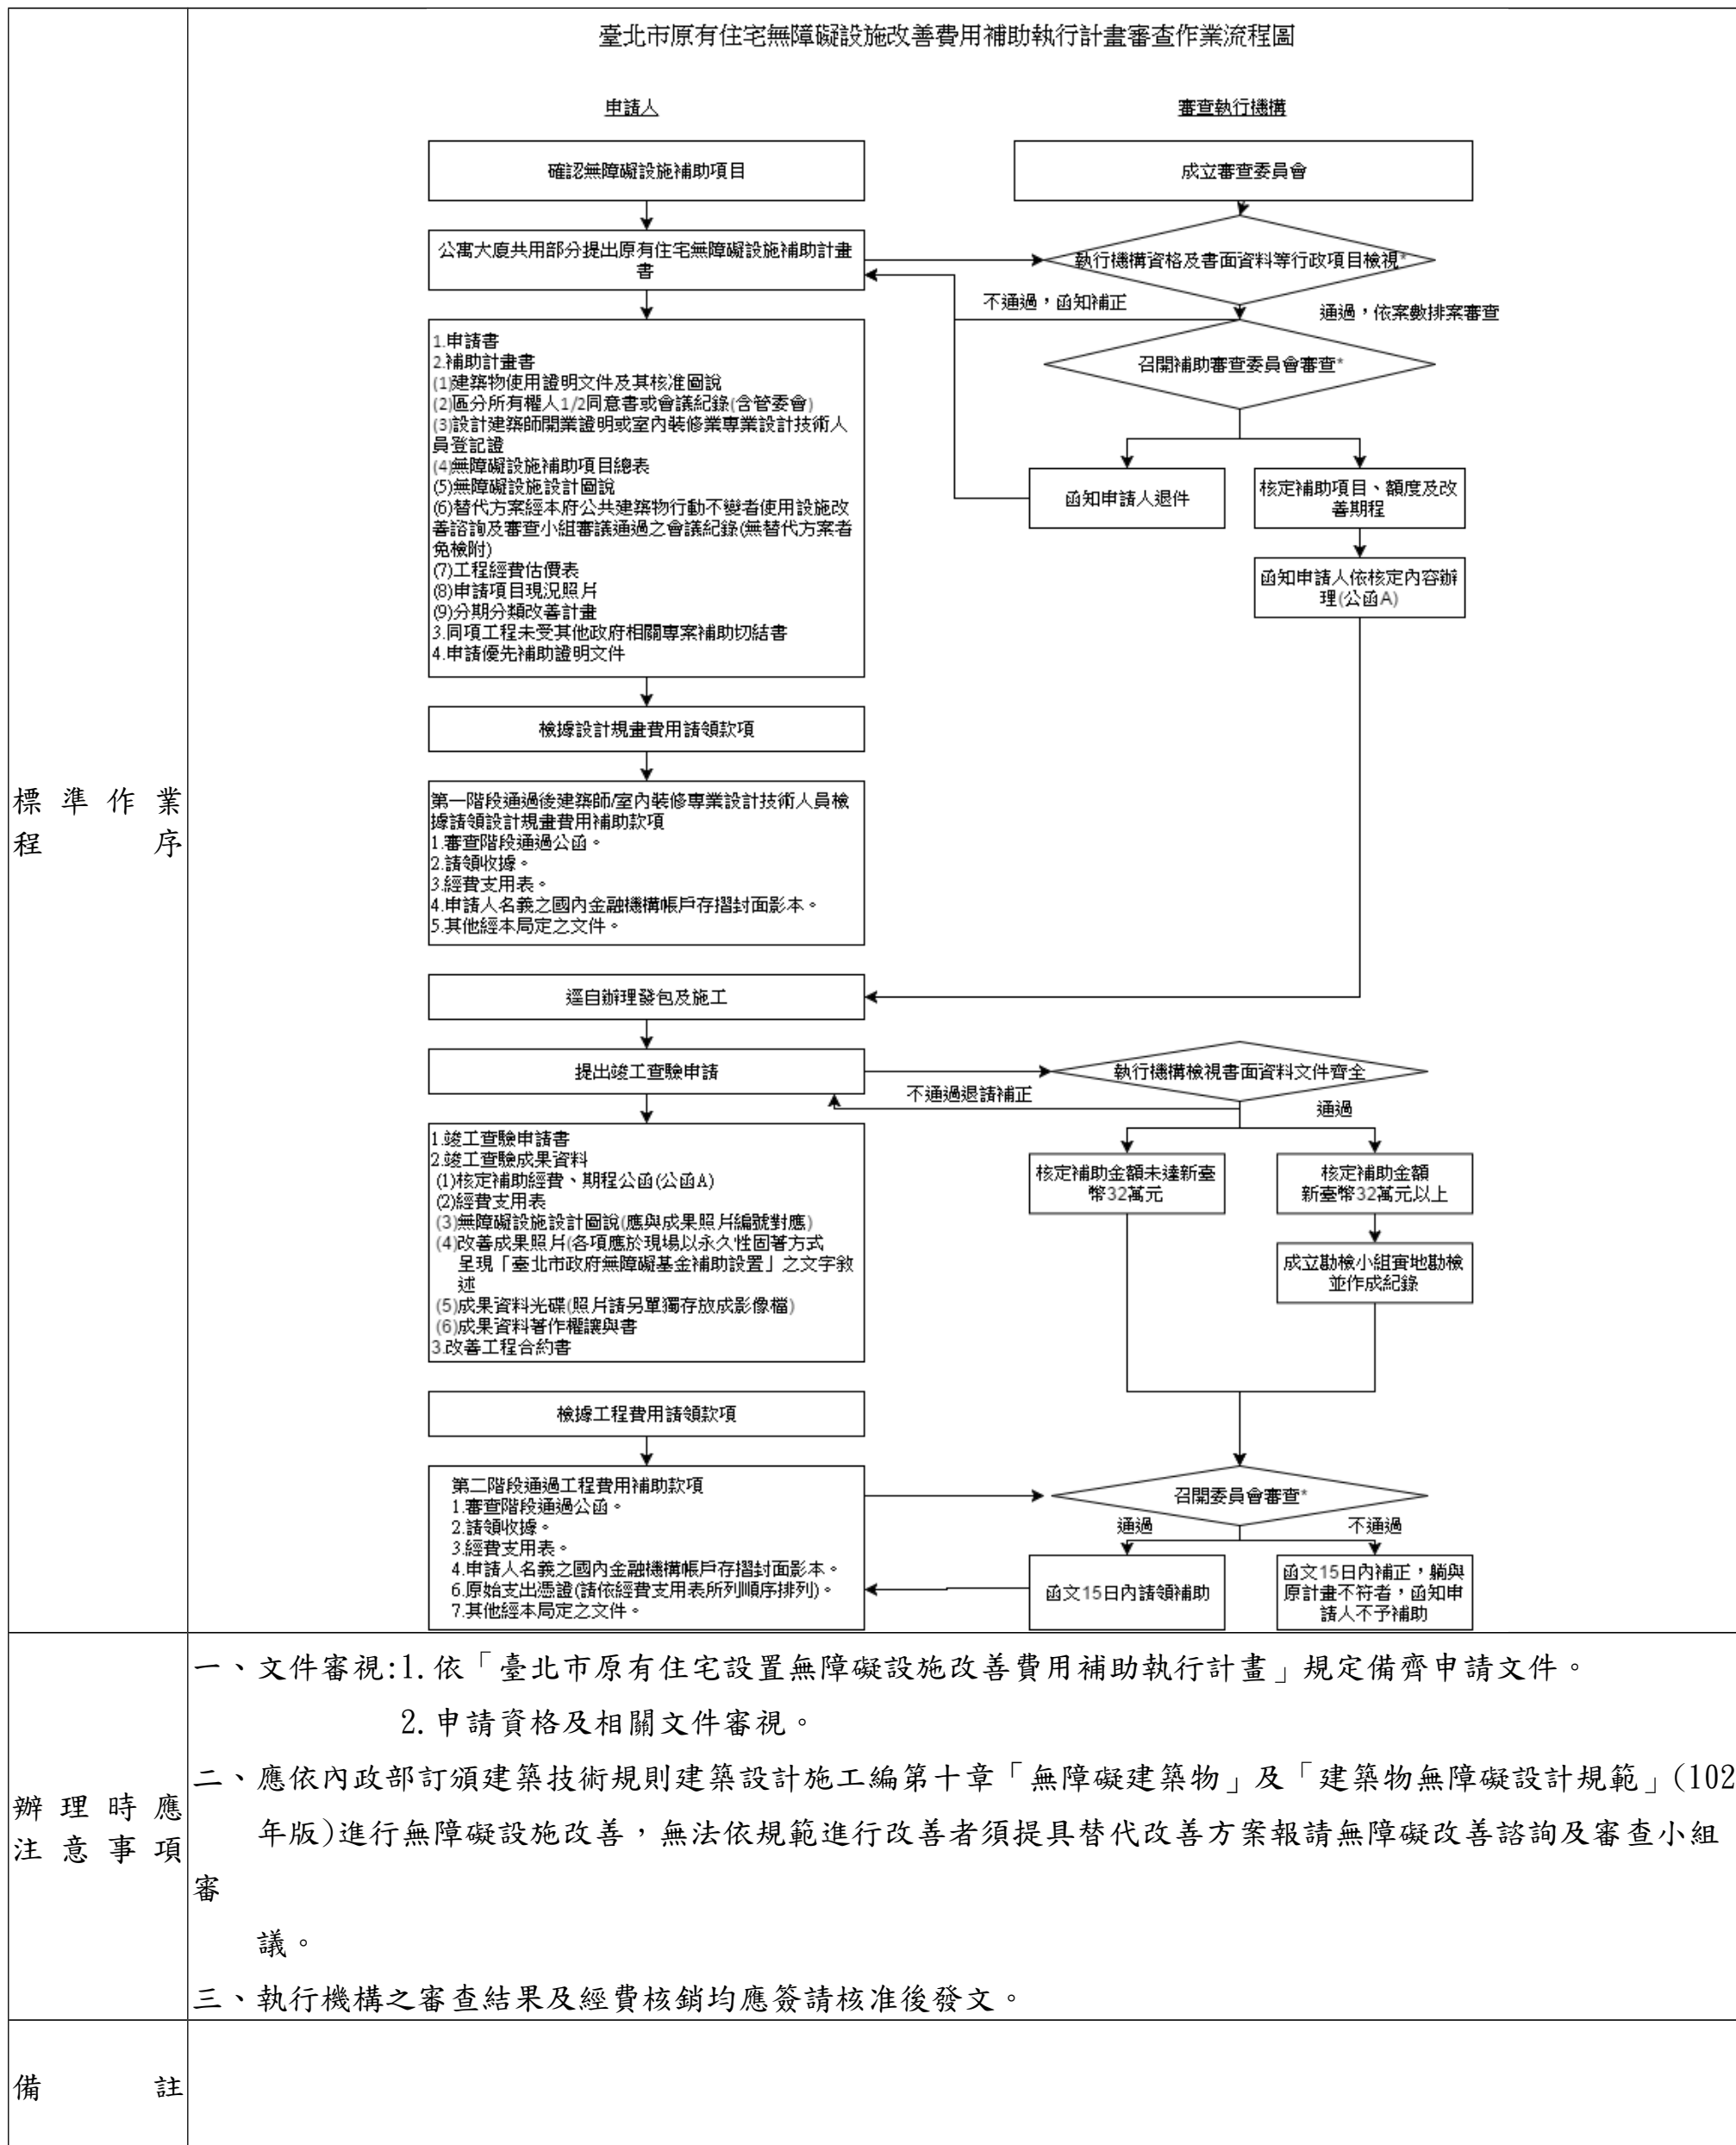 臺北市原有住宅無障礙設施改善費用補助執行計畫審查作業流程圖
申請人
審查執行機構
確認無障礙設施補助項目
成立審查委員會
公寓大廈共用部分提出原有住宅無障礙設施補助計畫
書
執行機構資格及書面資料等行政項目檢視*
不通過，函知補正
通過，依案數排案審查
召開補助審查委員會審查*
1.申請書
2.補助計畫書
(1)建築物使用證明文件及其核准圖說
(2)區分所有權人1/2同意書或會議紀錄(含管委會)
(3)設計建築師開業證明或室內裝修業專業設計技術人
員登記證
(4)無障礙設施補助項目總表
(5)無障礙設施設計圖說
(6)替代方案經本府公共建築物行動不變者使用設施改
善諮詢及審查小組審議通過之會議紀錄(無替代方案者
免檢附)
(7)工程經費估價表
(8)申請項目現況照片
(9)分期分類改善計畫
3.同項工程未受其他政府相關專案補助切結書
4.申請優先補助證明文件
函知申請人退件
核定補助項目、額度及改
善期程
函知申請人依核定內容辦
理(公函A)
檢據設計規畫費用請領款項
第一階段通過後建築師/室內裝修專業設計技術人員檢
據請領設計規畫費用補助款項
1.審查階段通過公函。
2.請領收據。
3.經費支用表。
4.申請人名義之國內金融機構帳戶存摺封面影本。
5.其他經本局定之文件。
標準作業
程序
逕自辦理發包及施工
提出竣工查驗申請
執行機構檢視書面資料文件齊全
不通過退請補正
通過
1.竣工查驗申請書
2.竣工查驗成果資料
(1)核定補助經費、期程公函(公函A)
(2)經費支用表
(3)無障礙設施設計圖說(應與成果照片編號對應)
(4)改善成果照片(各項應於現場以永久性固著方式
呈現「臺北市政府無障礙基金補助設置」之文字敘
述
(5)成果資料光碟(照片請另單獨存放成影像檔)
(6)成果資料著作權讓與書
3.改善工程合約書
核定補助金額未達新臺
幣32萬元
核定補助金額
新臺幣32萬元以上
成立勘檢小組實地勘檢
並作成紀錄
檢據工程費用請領款項
第二階段通過工程費用補助款項
1.審查階段通過公函。
2.請領收據。
3.經費支用表。
4.申請人名義之國內金融機構帳戶存摺封面影本。
6.原始支出憑證(請依經費支用表所列順序排列)。
7.其他經本局定之文件。
召開委員會審查*
通過
不通過
函文15日內請領補助
函文15日內補正，躺與
原計畫不符者，函知申
請人不予補助
辦理時應
注意事項
一、文件審視:1.依「臺北市原有住宅設置無障礙設施改善費用補助執行計畫」規定備齊申請文件。
2.申請資格及相關文件審視。
二、應依內政部訂頒建築技術規則建築設計施工編第十章「無障礙建築物」及「建築物無障礙設計規範」(102
年版)進行無障礙設施改善，無法依規範進行改善者須提具替代改善方案報請無障礙改善諮詢及審查小組
審
議。
三、執行機構之審查結果及經費核銷均應簽請核准後發文。
備註